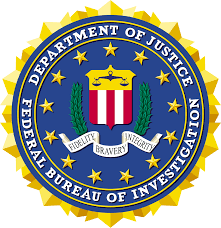 DEPARTMENT OF JUSTICE
FIDELITY BRAVERY INTEGRITY
FEDERAL BUREAU OF INVESTIGATION